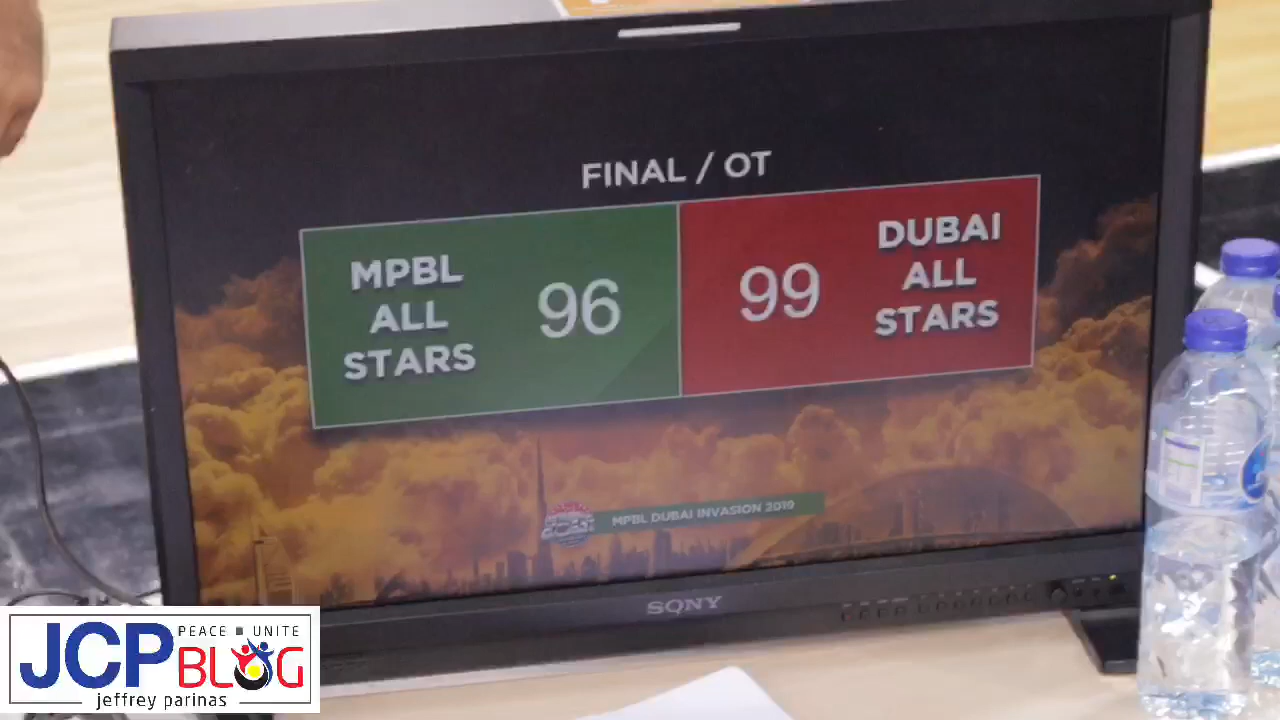 FINAL / OT
MPBL
ALL
STARS
96
99
DUBAI
ALL
STARS
MPBL DUBAI INVASION 2019
SONY
JCP PEACE UNITE
BLOG
jeffrey parinas